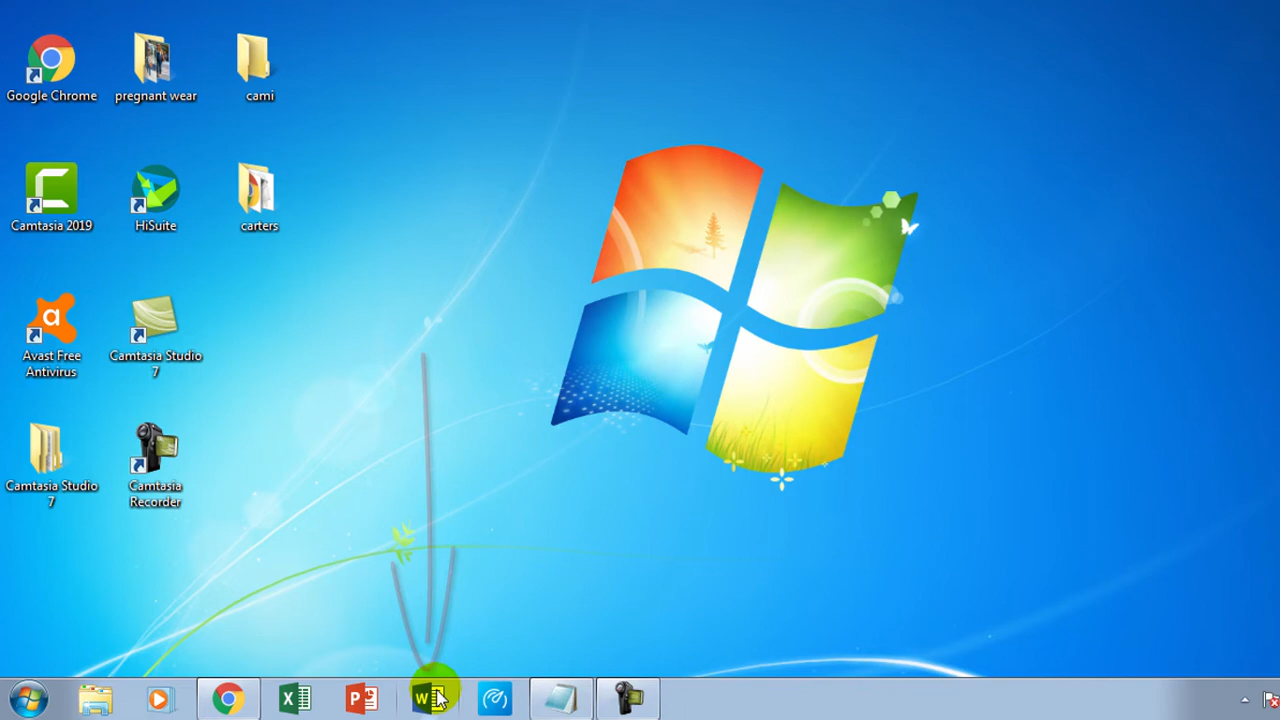 Google Chrome
pregnant wear
cami
Camtasia 2019
HiSuite
carters
Avast Free
Antivirus
Camtasia Studio
7
Camtasia Studio
7
Camtasia
Recorder